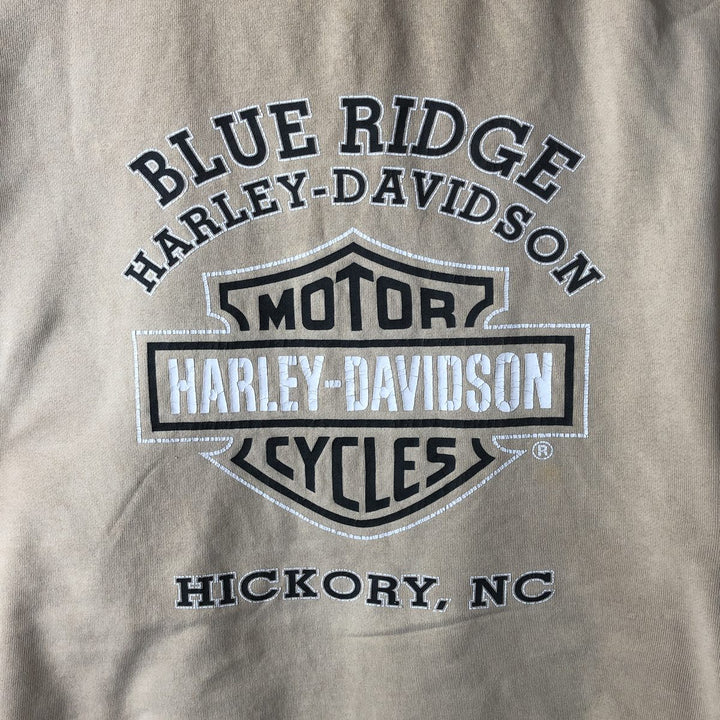 BLUE RIDGE
HARLEY-DAVIDSON
MOTOR
HARLEY-DAVIDSON
CYCLES
®
HICKORY, NC